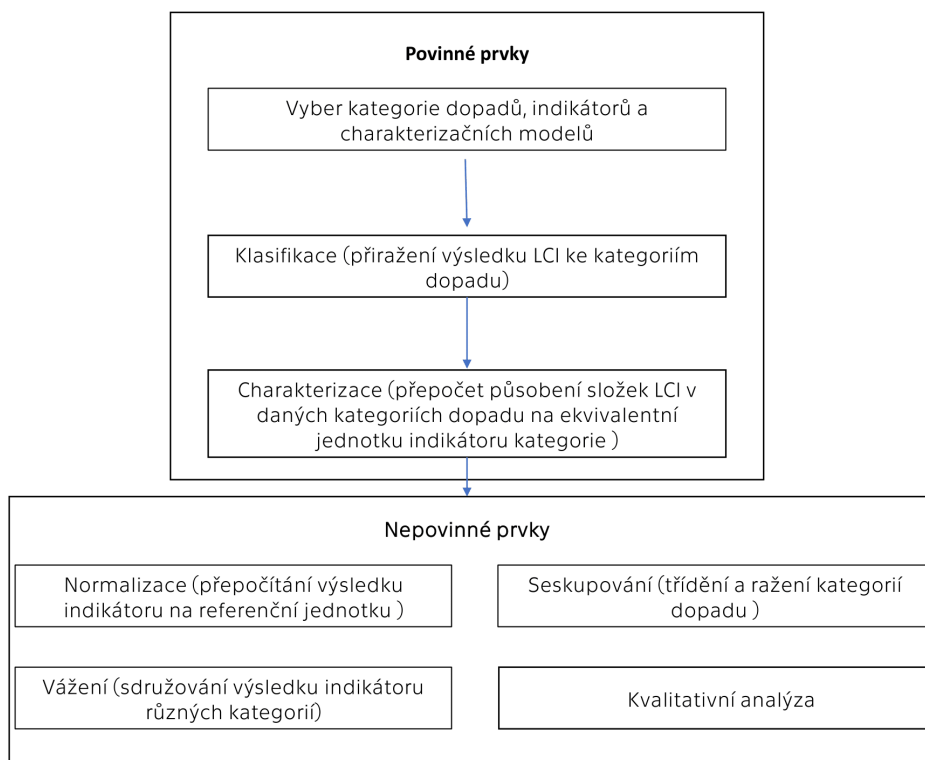 Povinné prvky
Vyber kategorie dopadů, indikátorů a
charakterizačních modelů
Klasifikace (přiražení výsledku LCI ke kategoriím
dopadu)
Charakterizace (přepočet působení složek LCI v
daných kategoriích dopadu na ekvivalentní
jednotku indikátoru kategorie )
Nepovinné prvky
Normalizace (přepočítání výsledku
indikátoru na referenční jednotku )
Seskupování (třídění a ražení kategorií
dopadu )
Vážení (sdružování výsledku indikátoru
různých kategorií)
Kvalitativní analýza